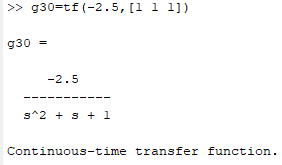 >> g30=tf(-2.5,[1 1 1])
g30 =
-2.5
-----------
s^2 + s + 1
Continuous-time transfer function.